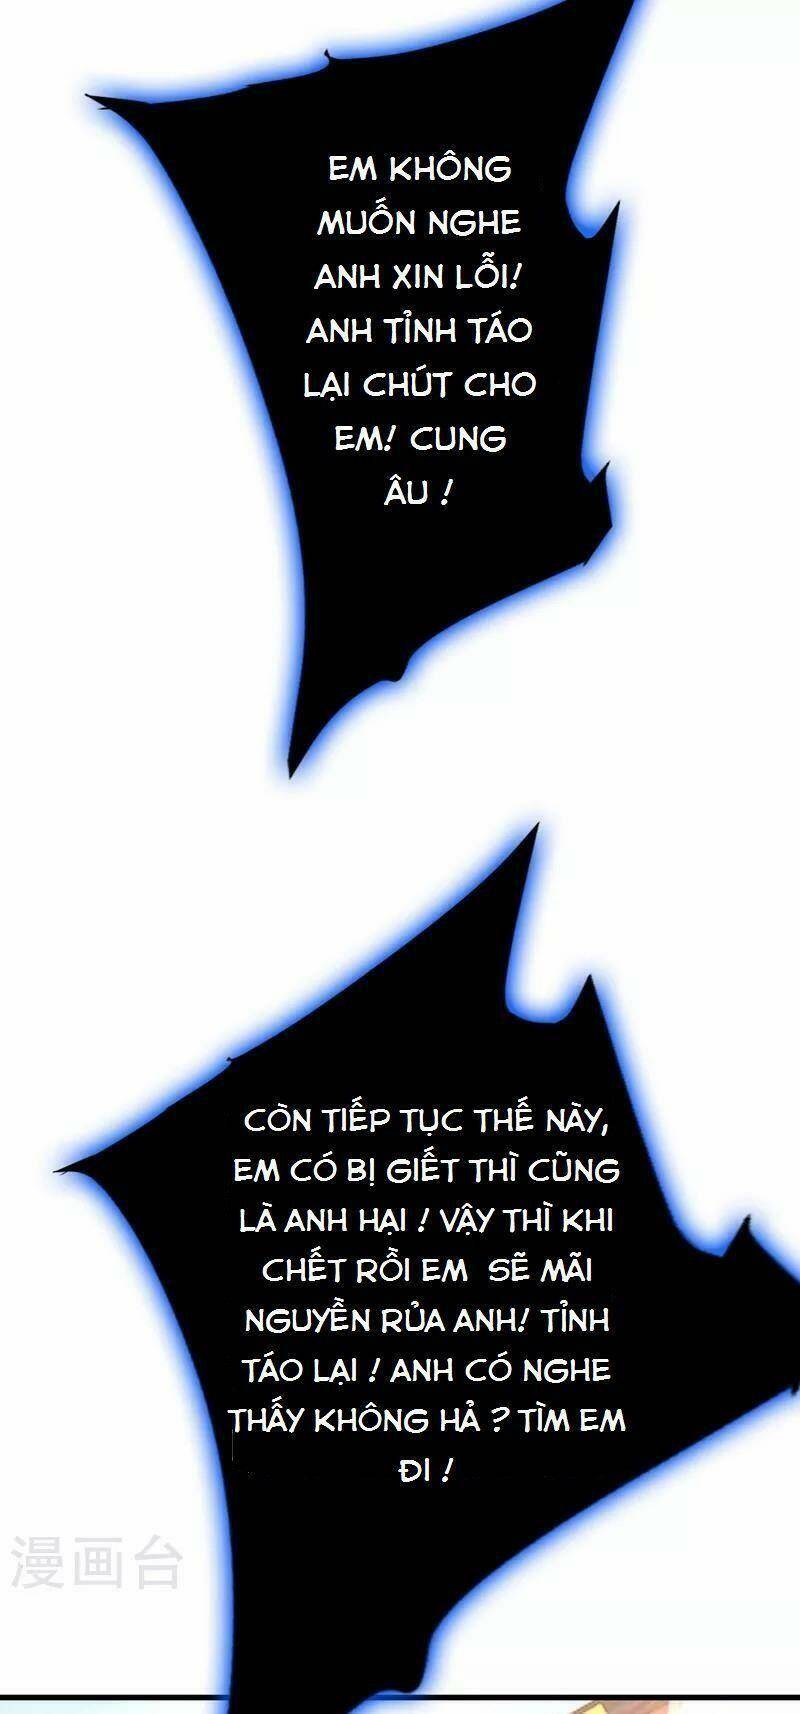 EM KHÔNG
MUỐN NGHE
ANH XIN LỖI!
ANH TỈNH TÁO
LẠI CHÚT CHO
EM! CUNG
ÂU !
CÒN TIẾP TỤC THẾ NÀY,
EM CÓ BỊ GIẾT THÌ CŨNG
LÀ ANH HẠI ! VẬY THÌ KHI
CHẾT RỒI EM SẼ MÃI
NGUYỀN RỦA ANH! TỈNH
TÁO LẠI ! ANH CÓ NGHE
THẤY KHÔNG HẢ ? TÌM EM
ĐI !
漫画台